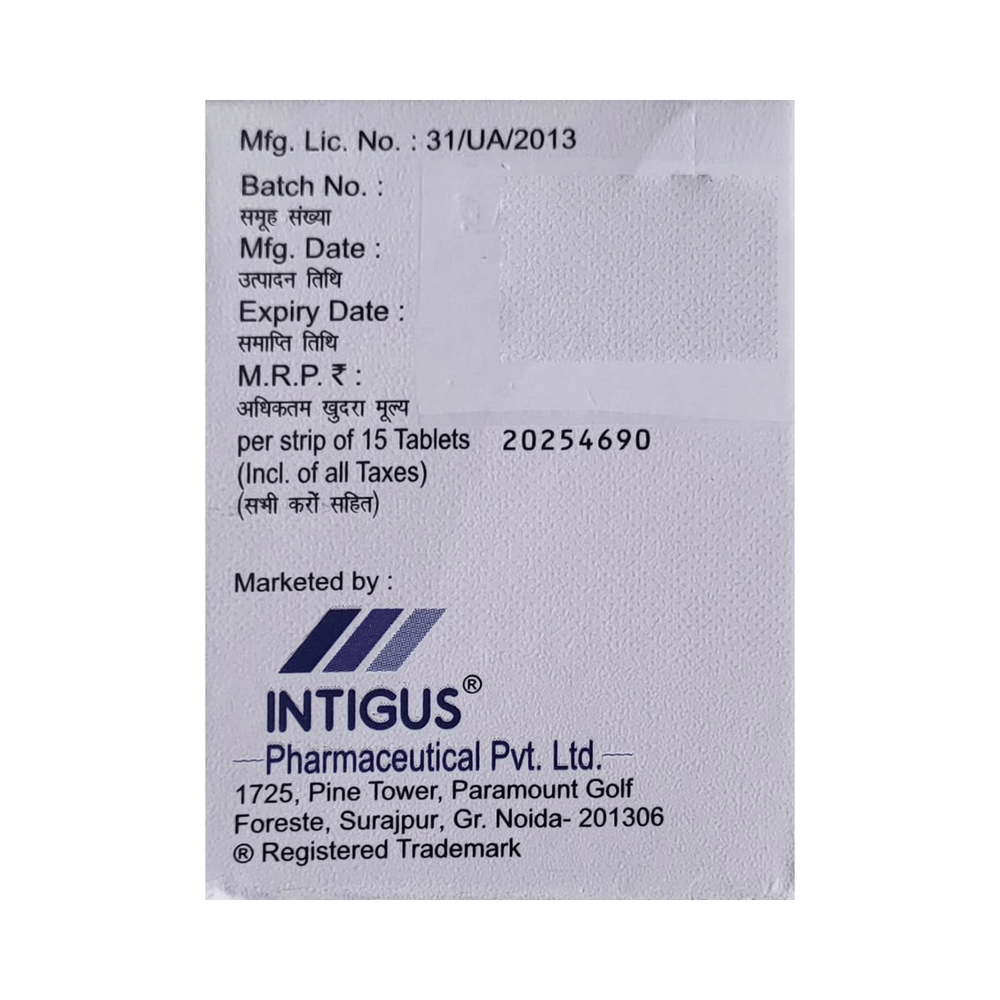 Mfg. Lic. No. : 31/UA/2013
Batch No. :
समूह संख्या
Mfg. Date :
उत्पादन तिथि
Expiry Date :
समाप्ति तिथि
M.R.P. ₹ :
अधिकतम खुदरा मूल्य
per strip of 15 Tablets 20254690
(Incl. of all Taxes)
(सभी करों सहित)
Marketed by :
INTIGUS®
Pharmaceutical Pvt. Ltd.
1725, Pine Tower, Paramount Golf
Foreste, Surajpur, Gr. Noida- 201306
® Registered Trademark